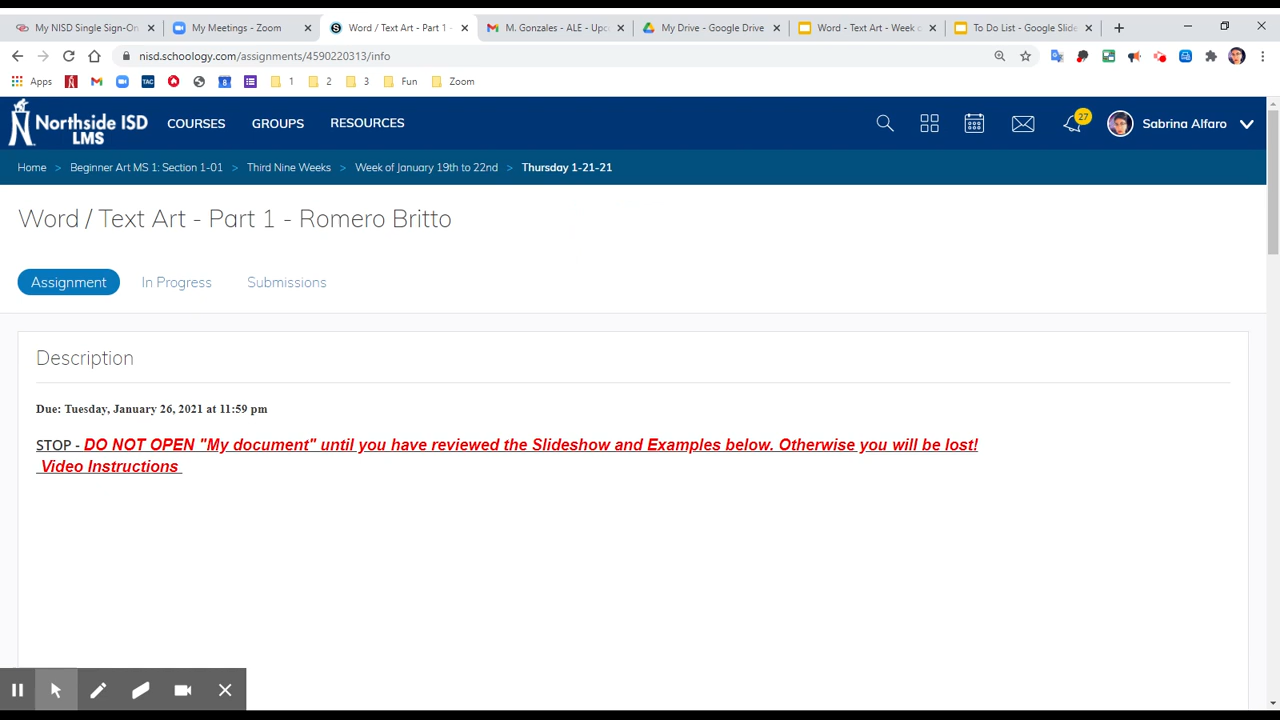 My NISD Single Sign-On
My Meetings - Zoom
Word / Text Art - Part 1 -
M. Gonzales - ALE - Upc
My Drive - Google Drive
Word - Text Art - Week
To Do List - Google Slide
nisd.schoology.com/assignments/4590220313/info
Apps
TAC
8
1
2
3
Fun
Zoom
Northside ISD
LMS
COURSES
GROUPS
RESOURCES
27
Sabrina Alfaro
Home > Beginner Art MS 1: Section 1-01 > Third Nine Weeks > Week of January 19th to 22nd > Thursday 1-21-21
Word / Text Art - Part 1 - Romero Britto
Assignment
In Progress
Submissions
Description
Due: Tuesday, January 26, 2021 at 11:59 pm
STOP - DO NOT OPEN "My document" until you have reviewed the Slideshow and Examples below. Otherwise you will be lost!
Video Instructions